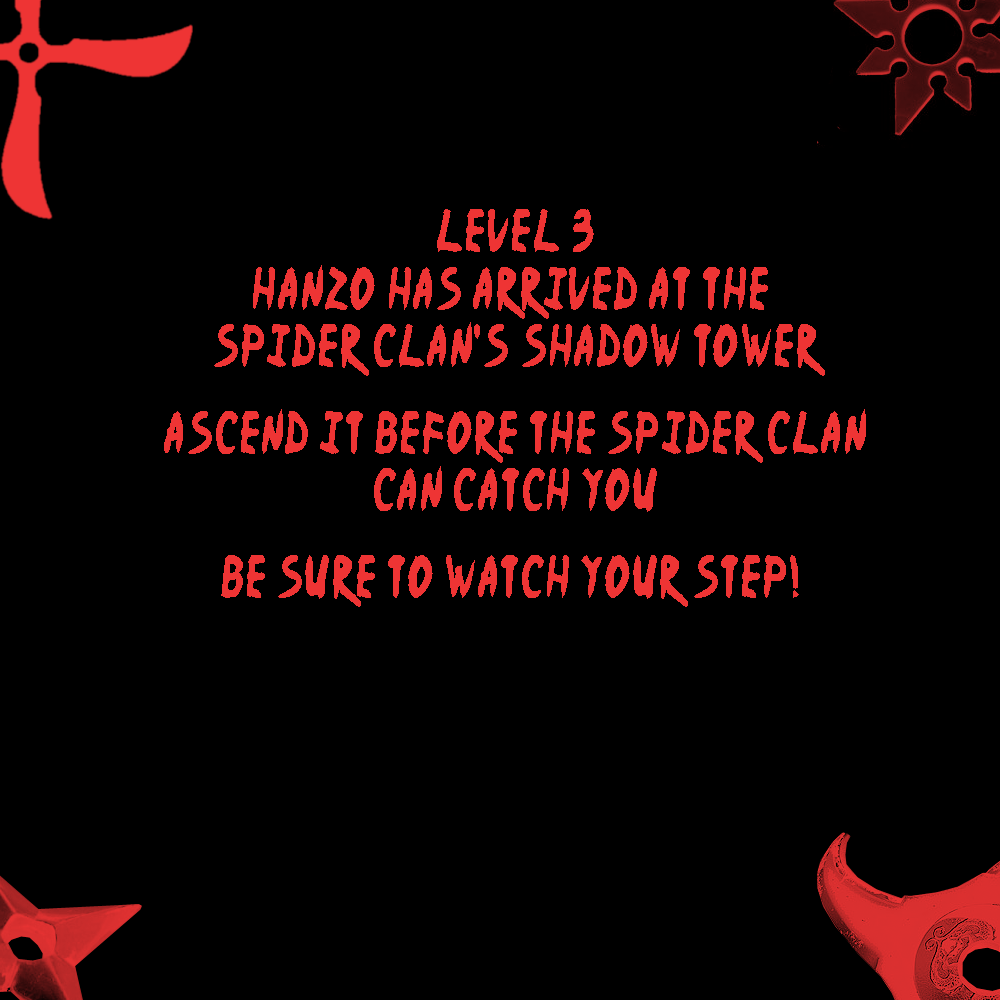 LEVEL 3
HANZO HAS ARRIVED AT THE
SPIDER CLAN'S SHADOW TOWER
ASCEND IT BEFORE THE SPIDER CLAN
CAN CATCH YOU
BE SURE TO WATCH YOUR STEP!